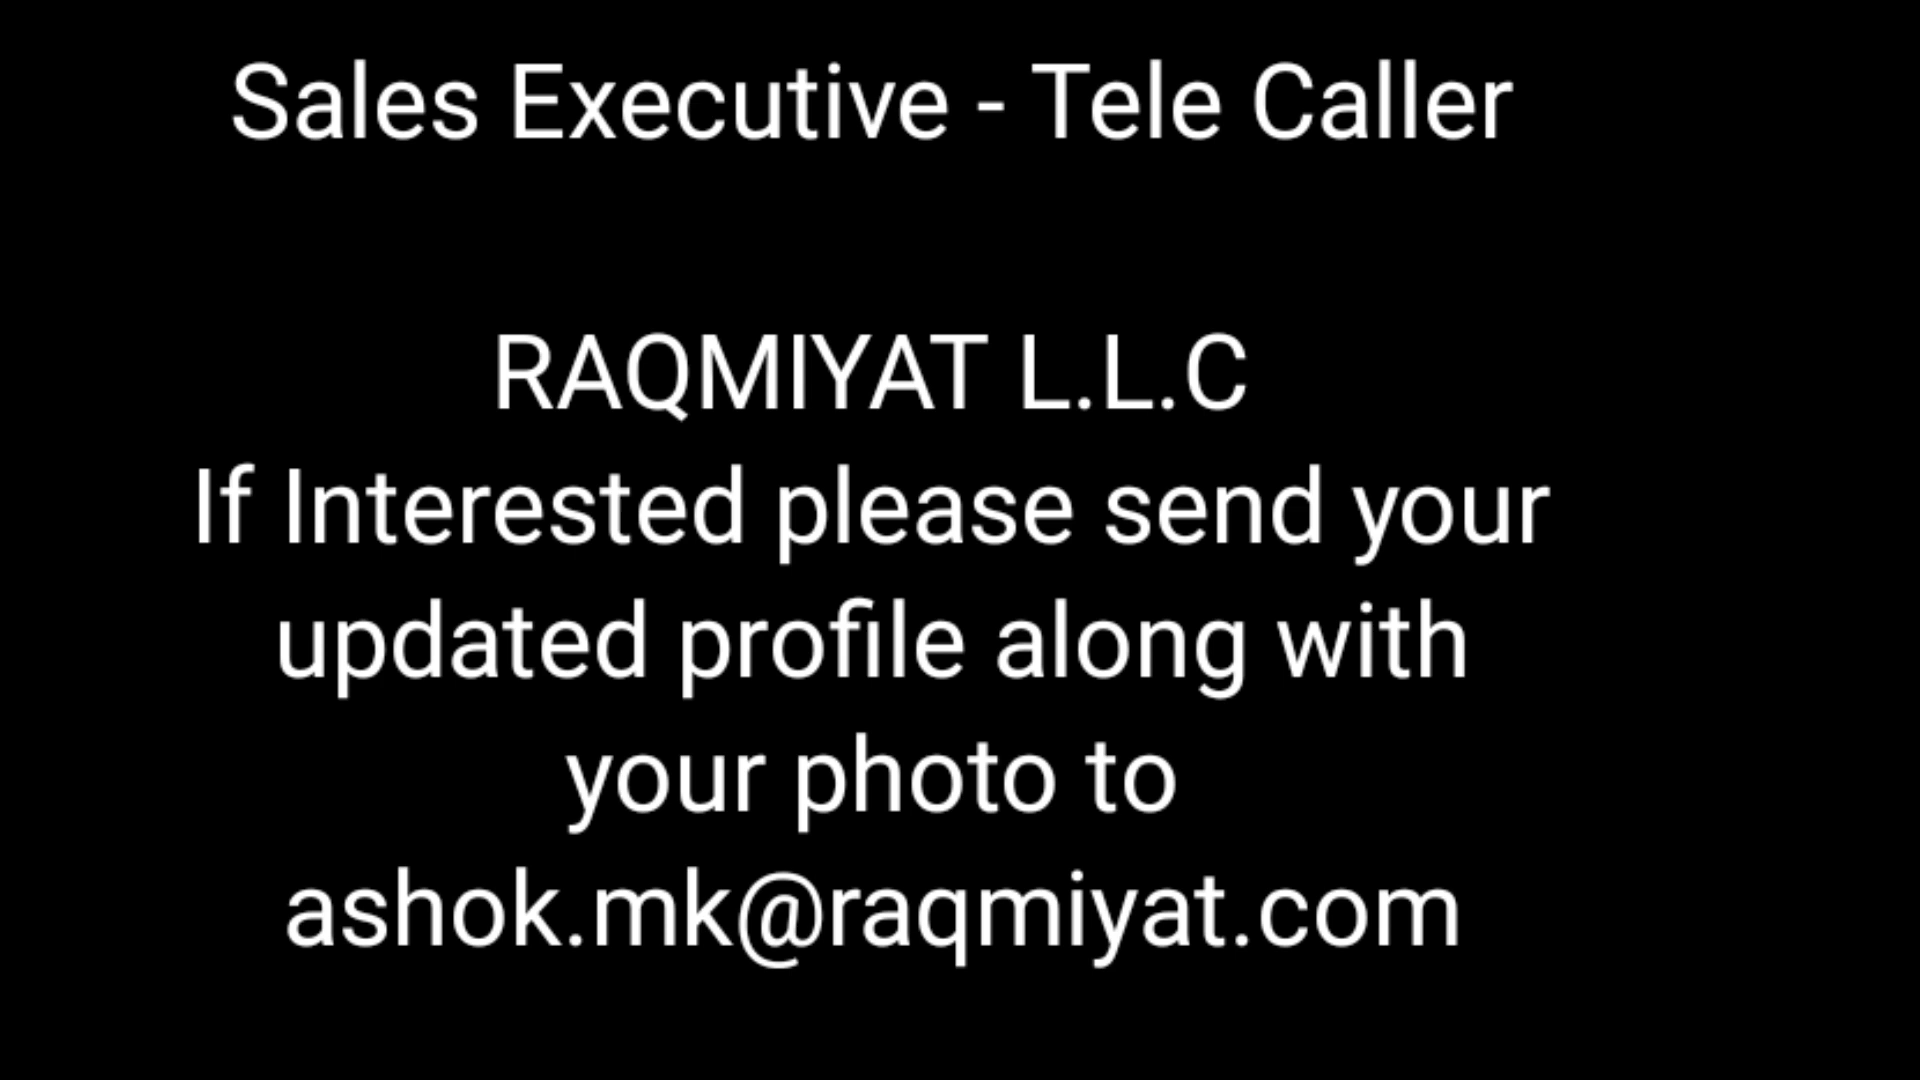 Sales Executive - Tele Caller
RAQMIYAT L.L.C
If Interested please send your
updated profile along with
your photo to
ashok.mk@raqmiyat.com